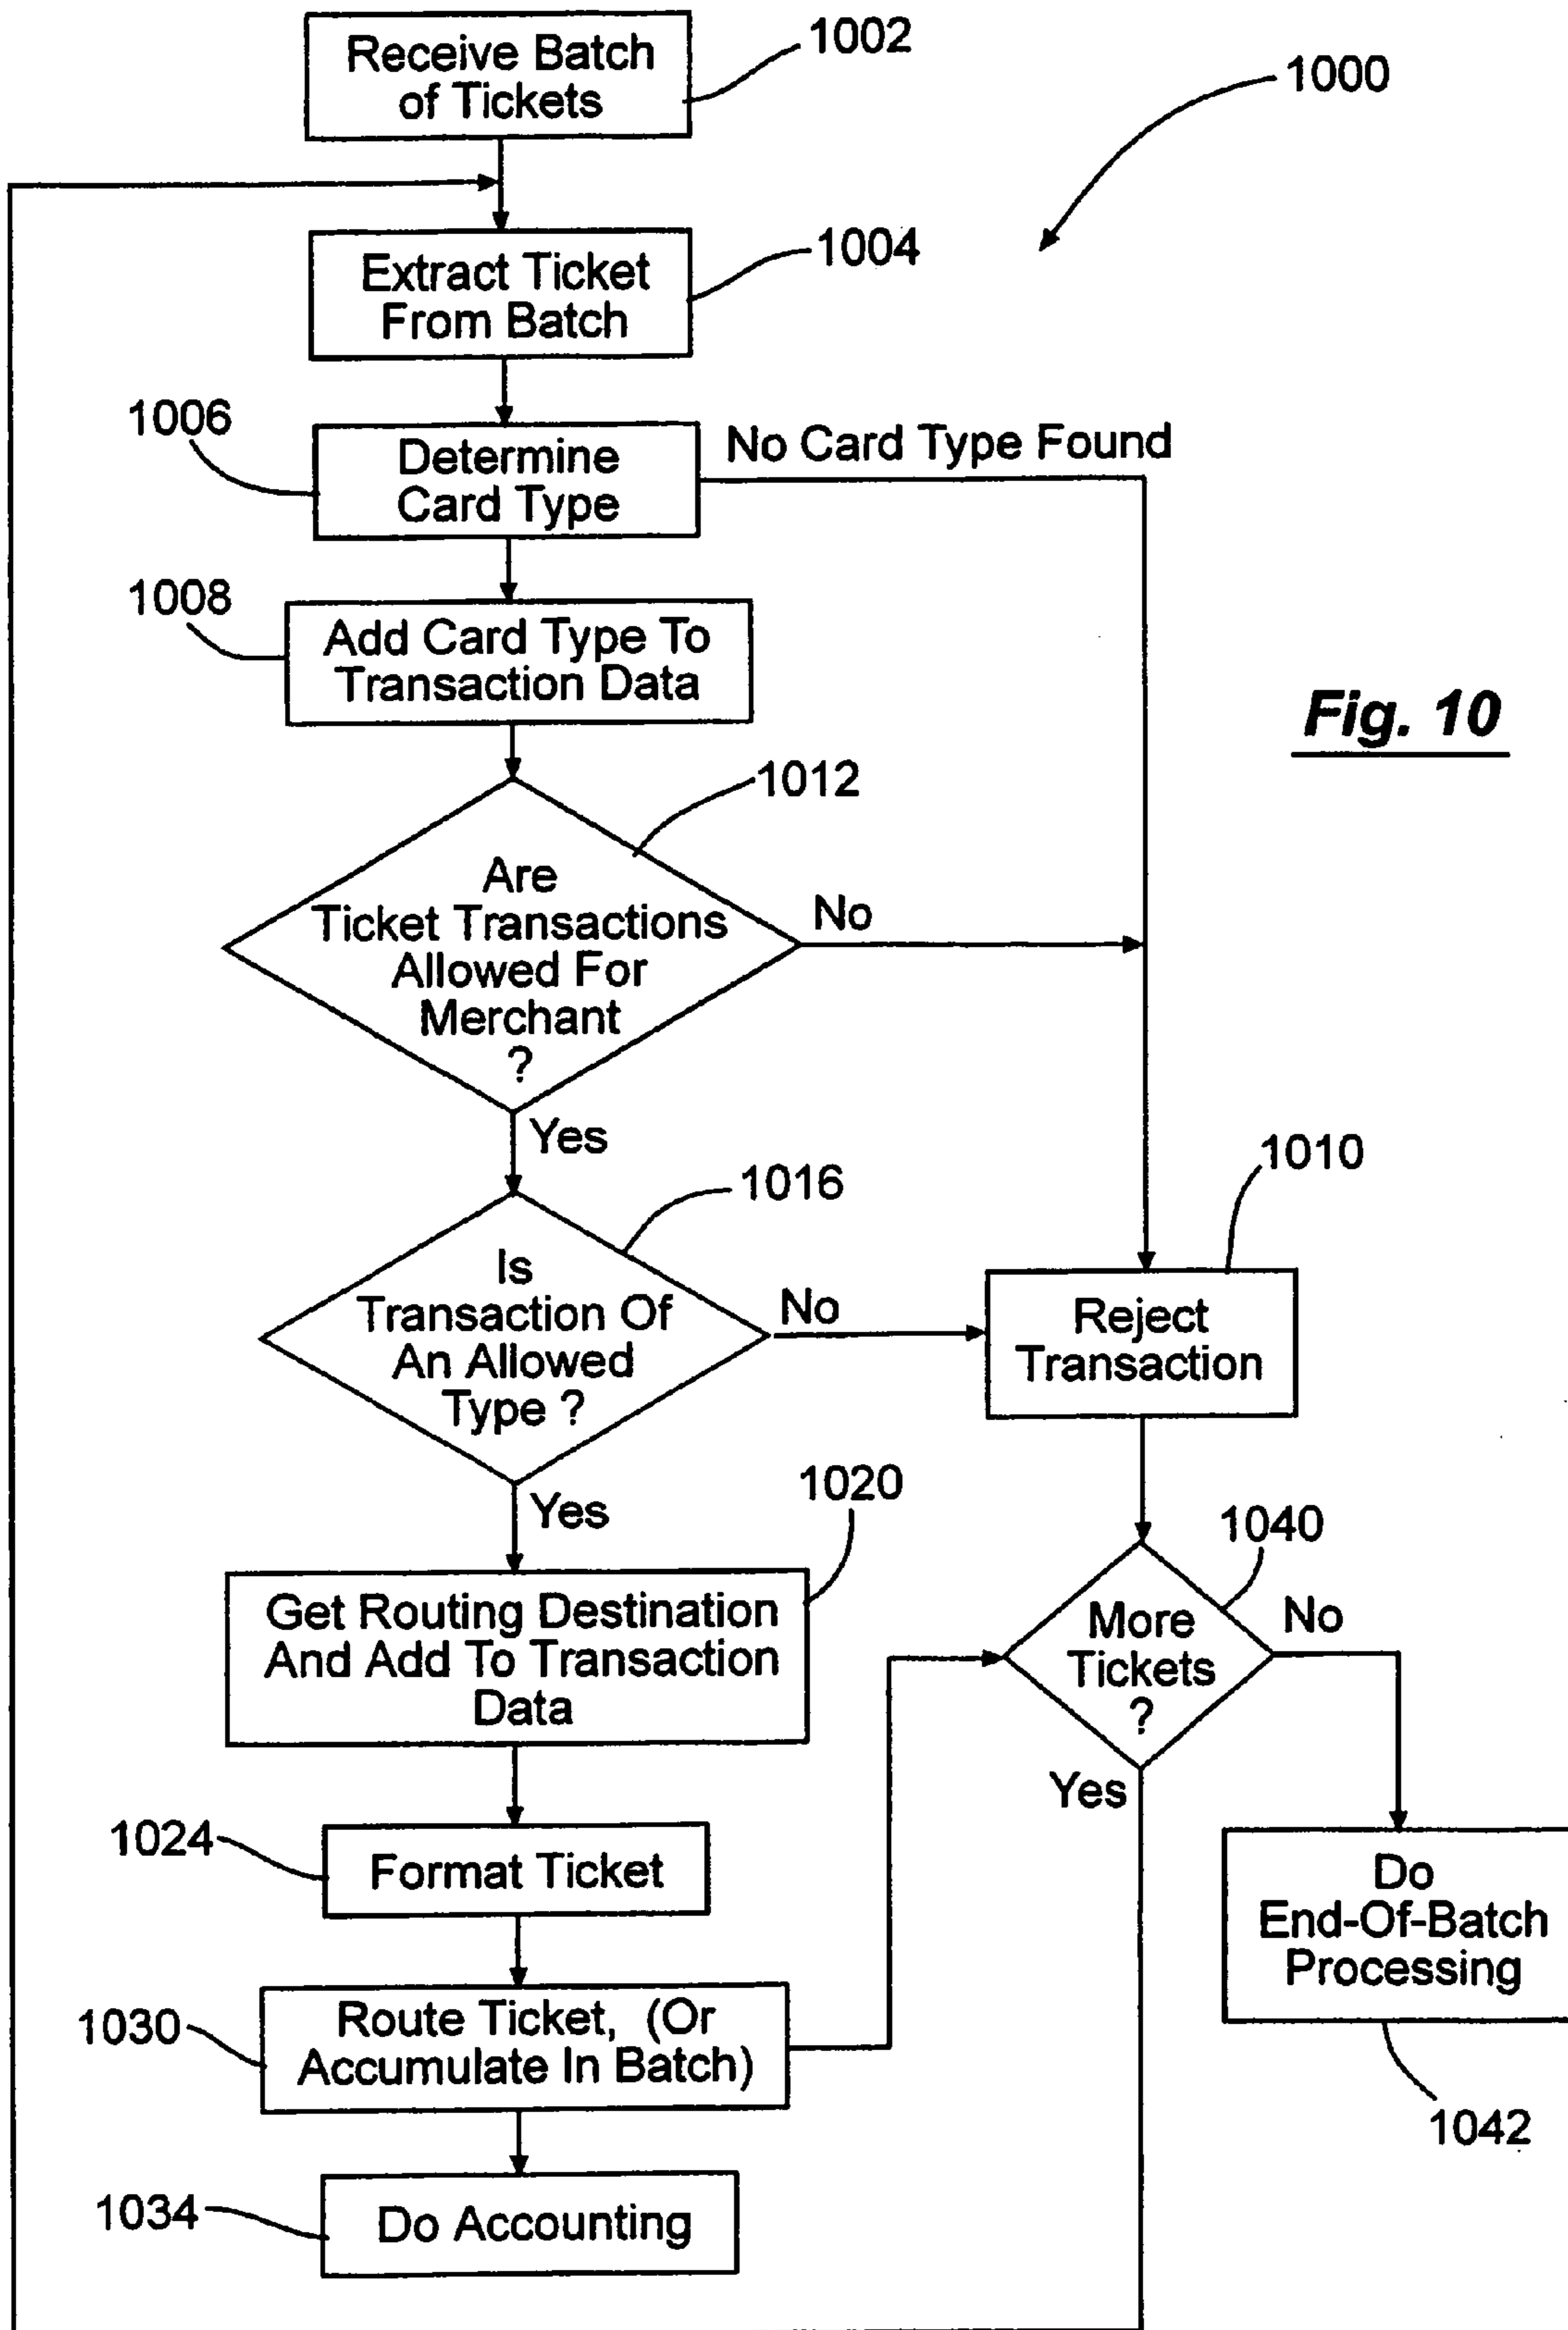 Receive Batch
of Tickets
1002
1000
Extract Ticket
From Batch
1004
1006
Determine
Card Type
No Card Type Found
1008
Add Card Type To
Transaction Data
Fig. 10
1012
Are
Ticket Transactions
Allowed For
Merchant
?
No
Yes
1010
1016
Is
Transaction Of
An Allowed
Type ?
No
Reject
Transaction
Yes
1020
1040
Get Routing Destination
And Add To Transaction
Data
More
Tickets
?
No
Yes
1024
Format Ticket
Do
End-Of-Batch
Processing
1030
Route Ticket, (Or
Accumulate In Batch)
1042
1034
Do Accounting